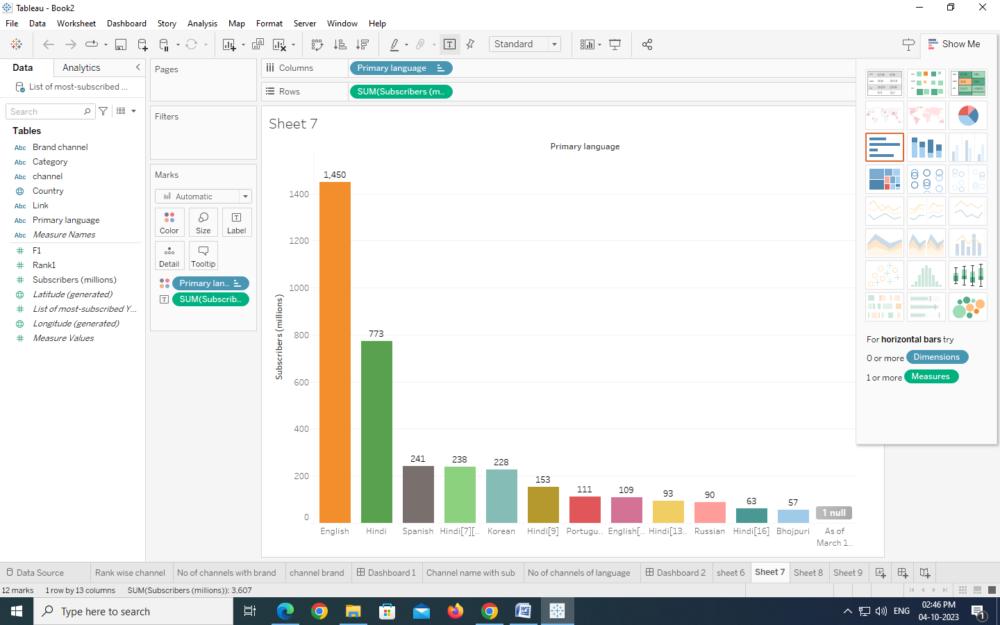 Tableau - Book2
File Data Worksheet Dashboard Story Analysis Map Format Server Window Help
Standard
Show Me
Data Analytics
List of most-subscribed ...
Search
Tables
Abc Brand channel
Abc Category
Abc channel
Country
Abc Link
Abc Primary language
Abc Measure Names
F1
Rank1
Subscribers (millions)
Latitude (generated)
List of most-subscribed Y...
Longitude (generated)
Measure Values
Pages
Filters
Marks
Automatic
Color Size Label
Detail Tooltip
Primary lan..
SUM(Subscrib..
Columns Primary language
Rows SUM(Subscribers (m..
Sheet 7
Primary language
Subscribers (millions)
1400
1200
1000
800
600
400
200
0
1,450
773
241
238
228
153
111
109
93
90
63
57
1 null
English Hindi Spanish Hindi[7][.. Korean Hindi[9] Portugu.. English[.. Hindi[13.. Russian Hindi[16] Bhojpuri As of
March 1..
For horizontal bars try
0 or more Dimensions
1 or more Measures
Data Source Rank wise channel No of channels with brand channel brand Dashboard 1 Channel name with sub No of channels of language Dashboard 2 sheet 6 Sheet 7 Sheet 8 Sheet 9
12 marks 1 row by 13 columns SUM(Subscribers (millions)): 3,607
Type here to search
ENG
02:46 PM
04-10-2023
1